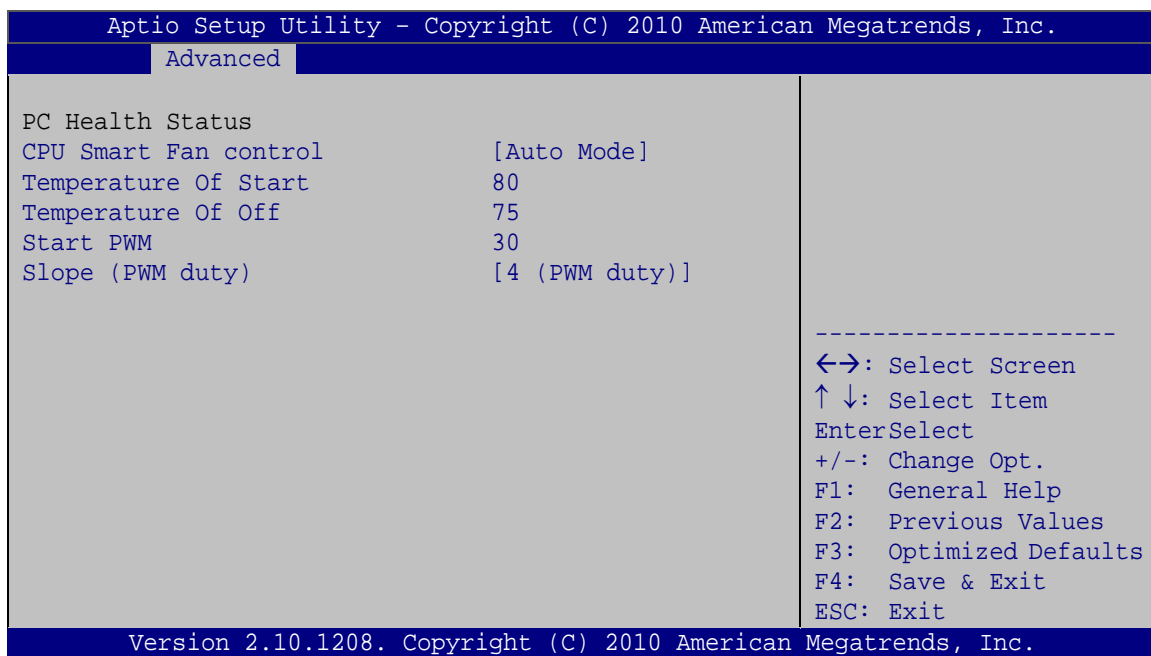 Aptio Setup Utility – Copyright (C) 2010 American Megatrends, Inc.
Advanced
PC Health Status
CPU Smart Fan control [Auto Mode]
Temperature Of Start 80
Temperature Of Off 75
Start PWM 30
Slope (PWM duty) [4 (PWM duty)]
---------------------
←→: Select Screen
↑ ↓: Select Item
EnterSelect
+/-: Change Opt.
F1: General Help
F2: Previous Values
F3: Optimized Defaults
F4: Save & Exit
ESC: Exit
Version 2.10.1208. Copyright (C) 2010 American Megatrends, Inc.